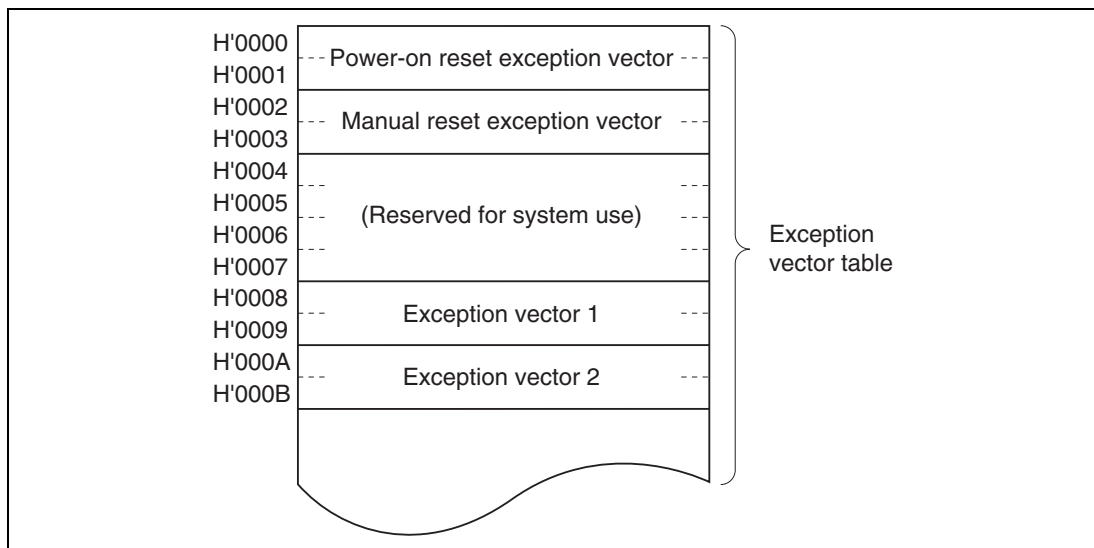 H'0000
Power-on reset exception vector
H'0001
H'0002
Manual reset exception vector
H'0003
H'0004
H'0005
(Reserved for system use)
H'0006
H'0007
H'0008
Exception vector 1
H'0009
H'000A
Exception vector 2
H'000B
Exception
vector table